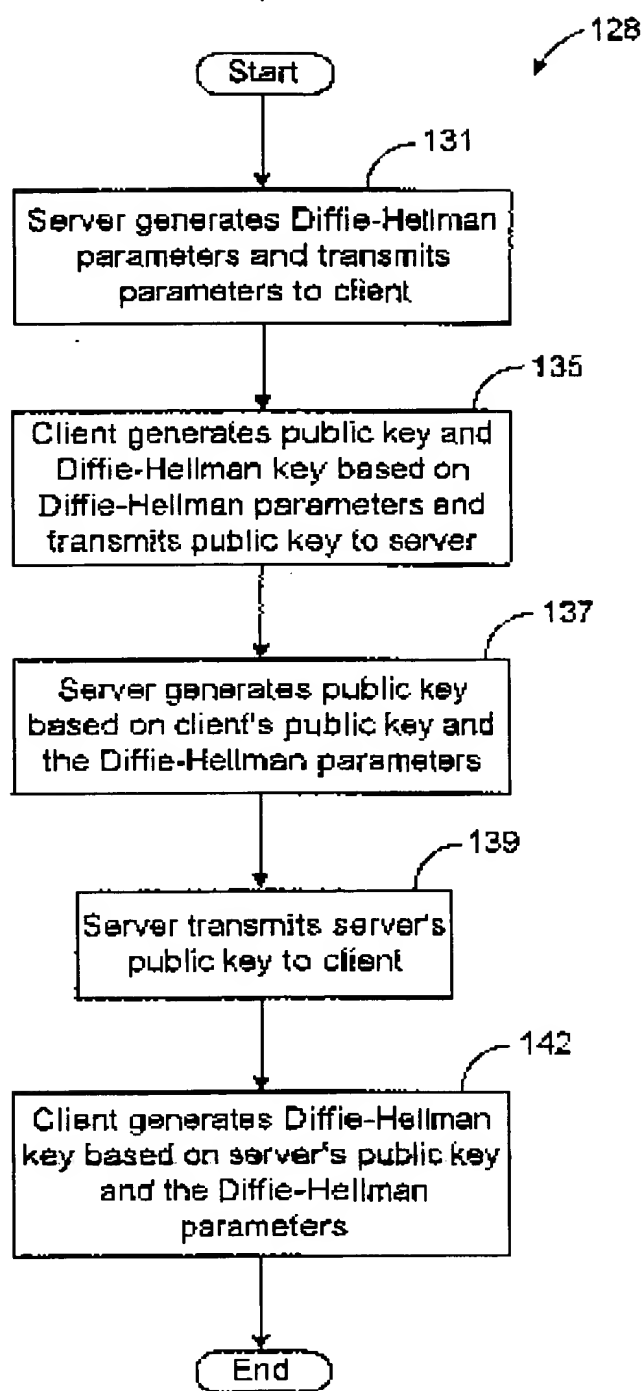 128
Start
131
Server generates Diffie-Hellman
parameters and transmits
parameters to client
135
Client generates public key and
Diffie-Hellman key based on
Diffie-Hellman parameters and
transmits public key to server
137
Server generates public key
based on client's public key and
the Diffie-Hellman parameters
139
Server transmits server's
public key to client
142
Client generates Diffie-Hellman
key based on server's public key
and the Diffie-Hellman
parameters
End